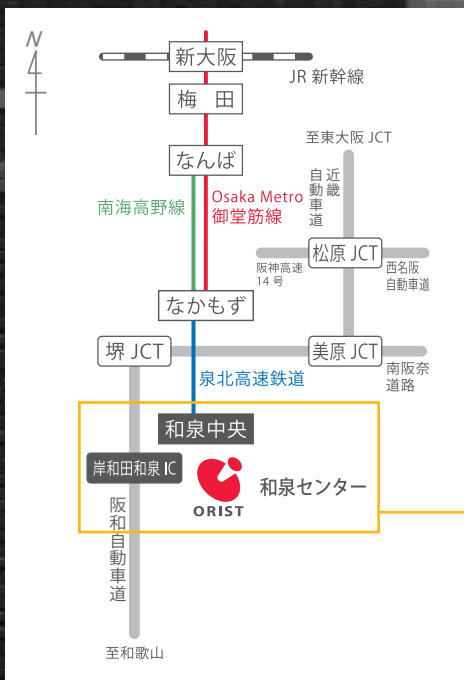 N
新大阪
JR 新幹線
梅 田
至東大阪 JCT
なんば
近畿
自動車道
南海高野線
Osaka Metro
御堂筋線
松原 JCT
阪神高速
14 号
西名阪
自動車道
なかもず
堺 JCT
美原 JCT
南阪奈
道路
泉北高速鉄道
和泉中央
岸和田和泉 IC
和泉センター
ORIST
阪和自動車道
至和歌山